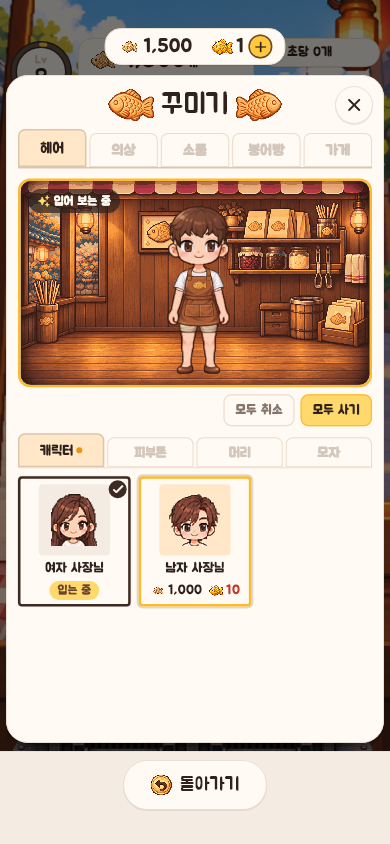 1,500 1
Lv
초당 0개
꾸미기
헤어 의상 소품 붕어빵 가게
입어 보는 중
모두 취소 모두 사기
캐릭터 피부톤 머리 모자
여자 사장님 남자 사장님
입는 중 1,000 10
돌아가기